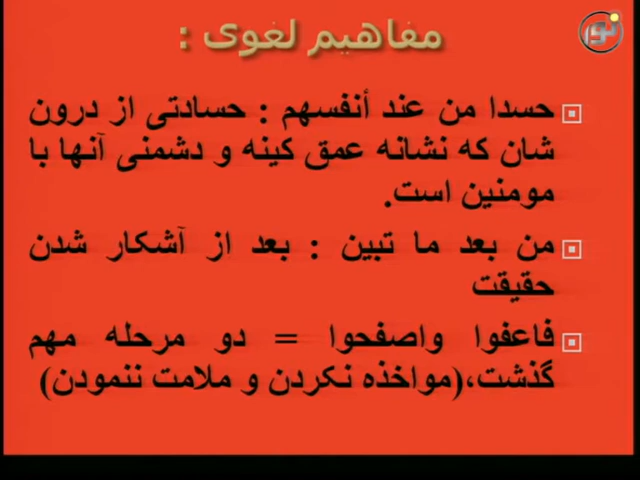 نور
مفاهیم لغوی :
حسدا من عند أنفسهم : حسادتی از درون
شان که نشانه عمق کینه و دشمنی آنها با
مومنین است.
من بعد ما تبین : بعد از آشکار شدن
حقیقت
فاعفوا واصفحوا = دو مرحله مهم
گذشت،(مواخذه نکردن و ملامت ننمودن)